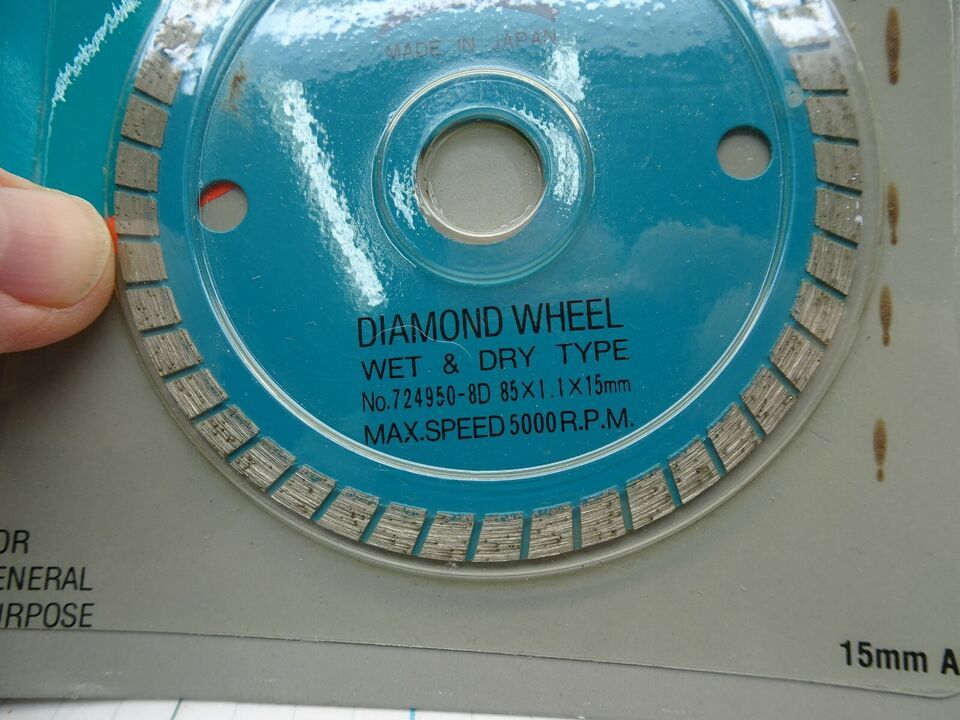 MADE IN JAPAN
DIAMOND WHEEL
WET & DRY TYPE
No.724950-8D 85×1.1×15mm
MAX.SPEED 5000 R.P.M.
OR
ENERAL
RPOSE
15mm A